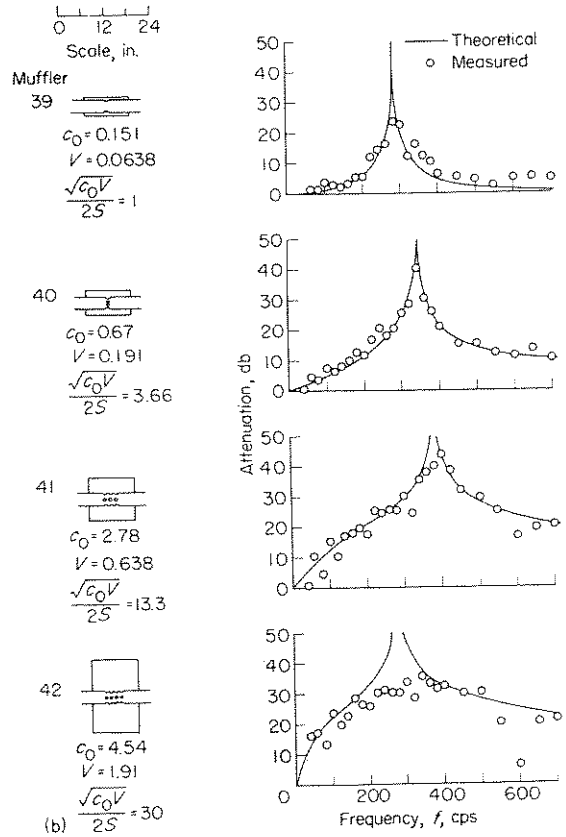 0 12 24
Scale, in.
Muffler
39
c₀=0.151
V=0.0638
√c₀V/2S = 1
40
c₀=0.67
V=0.191
√c₀V/2S = 3.66
41
c₀=2.78
V=0.638
√c₀V/2S = 13.3
42
c₀=4.54
V=1.91
(b) √c₀V/2S = 30
Theoretical
Measured
50
40
30
20
10
0
50
40
30
20
10
0
50
40
30
20
10
0
50
40
30
20
10
0 200 400 600
Attenuation, db
Frequency, f, cps